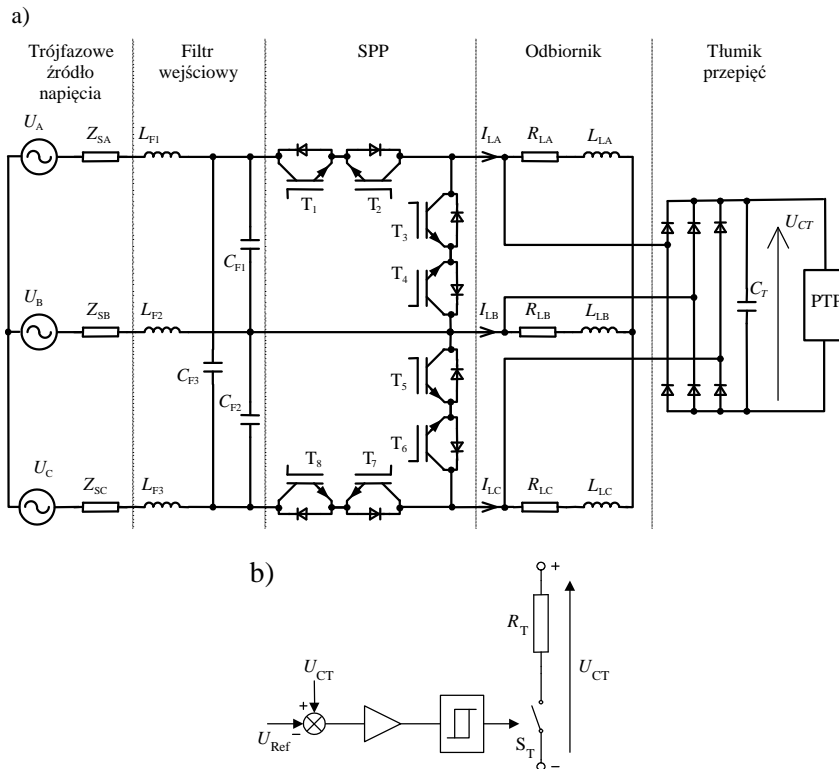 a)
Trójfazowe
źródło
napięcia
Filtr
wejściowy
SPP
Odbiornik
Tłumik
przepięć
U_A
Z_SA
L_F1
I_LA
R_LA
L_LA
T_1
T_2
T_3
U_CT
C_F1
T_4
C_T
PTP
U_B
Z_SB
L_F2
I_LB
R_LB
L_LB
C_F3
T_5
C_F2
T_6
U_C
Z_SC
L_F3
T_8
T_7
I_LC
R_LC
L_LC
b)
+
R_T
U_CT
U_CT
+
−
U_Ref
S_T
−